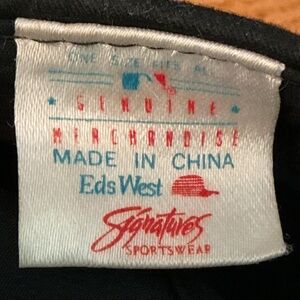 ONE SIZE FITS ALL
GENUINE
MERCHANDISE
MADE IN CHINA
Eds West
Signatures
SPORTSWEAR